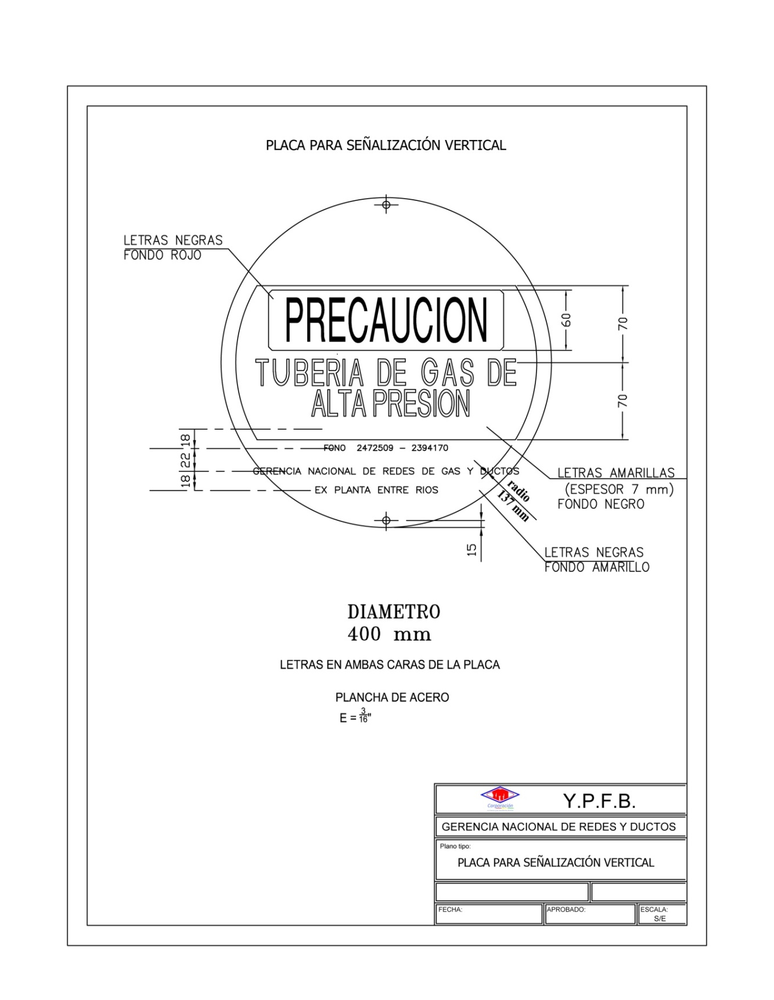 PLACA PARA SEÑALIZACIÓN VERTICAL
LETRAS NEGRAS
FONDO ROJO
PRECAUCION
60
70
TUBERIA DE GAS DE
ALTA PRESION
70
18
22
18
FONO 2472509 - 2394170
GERENCIA NACIONAL DE REDES DE GAS Y DUCTOS
EX PLANTA ENTRE RIOS
LETRAS AMARILLAS
(ESPESOR 7 mm)
FONDO NEGRO
radio
137 mm
15
LETRAS NEGRAS
FONDO AMARILLO
DIAMETRO
400 mm
LETRAS EN AMBAS CARAS DE LA PLACA
PLANCHA DE ACERO
E = 3/16"
Corporación
Y.P.F.B.
GERENCIA NACIONAL DE REDES Y DUCTOS
Plano tipo:
PLACA PARA SEÑALIZACIÓN VERTICAL
FECHA:
APROBADO:
ESCALA:
S/E